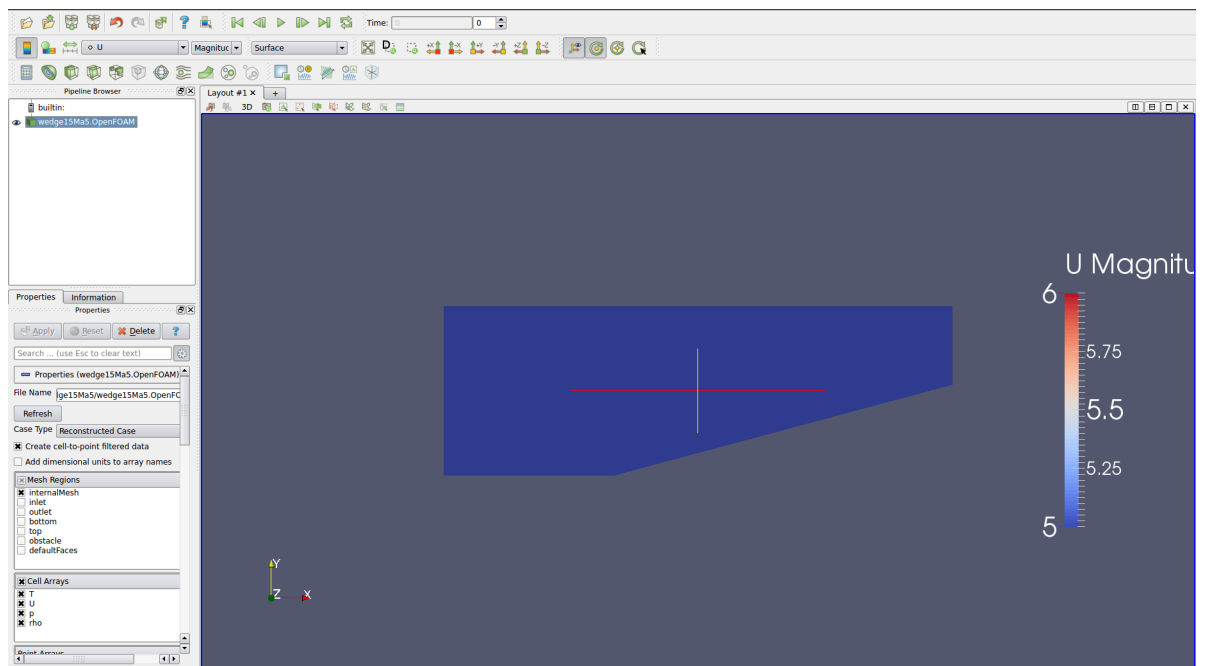 Time: 0 0
U Magnituc Surface
Pipeline Browser
Layout #1 × +
builtin:
3D
wedge15Ma5.OpenFOAM
U Magnitu
6
5.75
5.5
5.25
5
Properties Information
Properties
Apply Reset Delete ?
Search ... (use Esc to clear text)
Properties (wedge15Ma5.OpenFOAM)
File Name lge15Ma5/wedge15Ma5.OpenFC
Refresh
Case Type Reconstructed Case
Create cell-to-point filtered data
Add dimensional units to array names
Mesh Regions
internalMesh
inlet
outlet
bottom
top
obstacle
defaultFaces
Cell Arrays
T
U
p
rho
Point Arrays
Y
Z X